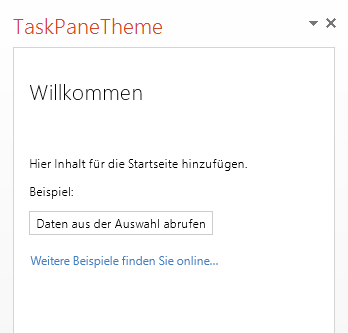 TaskPaneTheme
Willkommen
Hier Inhalt für die Startseite hinzufügen.
Beispiel:
Daten aus der Auswahl abrufen
Weitere Beispiele finden Sie online...